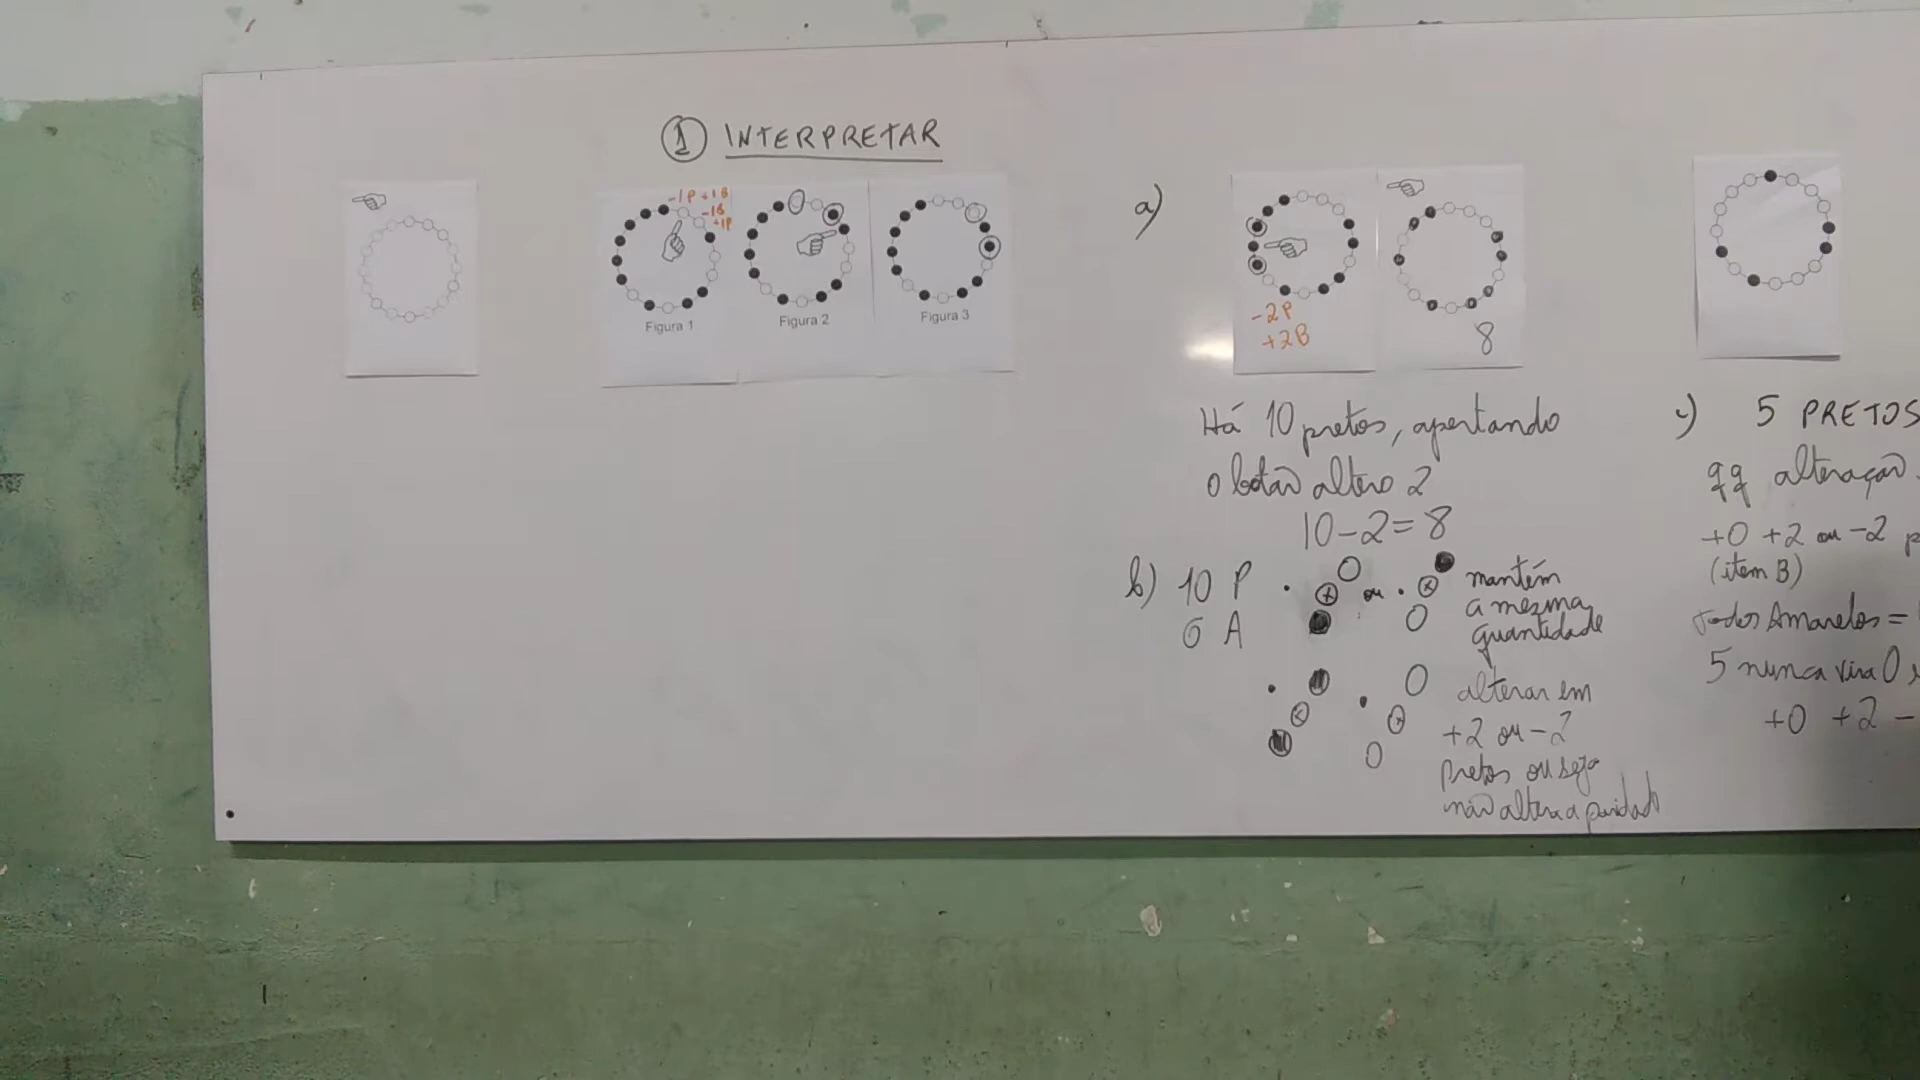 ① INTERPRETAR
-1P +1B
-1B
+1P
Figura 1
Figura 2
Figura 3
a)
-2P
+2B
8
Há 10 pretos, apertando
o botão altero 2
10-2=8
b) 10 P
6 A
ou
mantém
a mesma
quantidade
alterar em
+2 ou -2
pretos ou seja
não altera a paridade
c) 5 PRETOS
qq alteração
+0 +2 ou -2
(item B)
todos Amarelos =
5 nunca vira 0
+0 +2 -